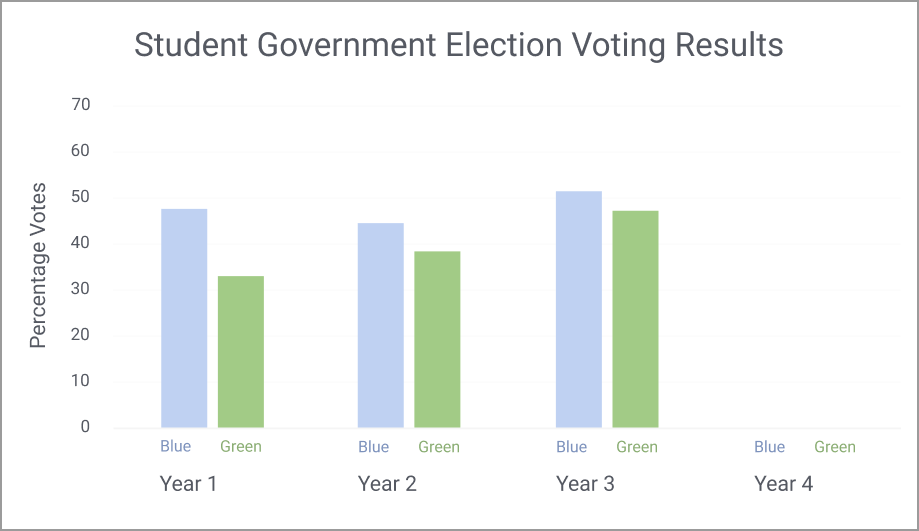 Student Government Election Voting Results
Percentage Votes
70
60
50
40
30
20
10
0
Blue Green Blue Green Blue Green Blue Green
Year 1 Year 2 Year 3 Year 4